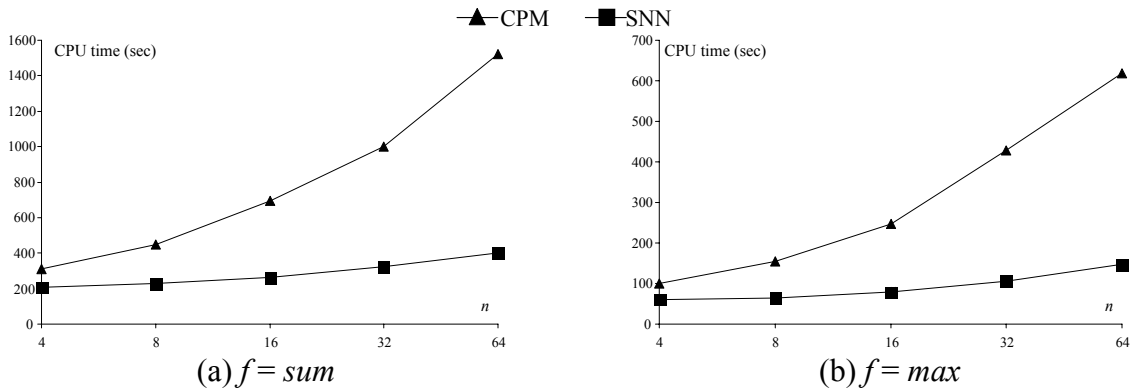 CPM SNN
CPU time (sec)
1600
1400
1200
1000
800
600
400
200
0
4 8 16 32 64
n
(a) f = sum
CPU time (sec)
700
600
500
400
300
200
100
0
4 8 16 32 64
n
(b) f = max